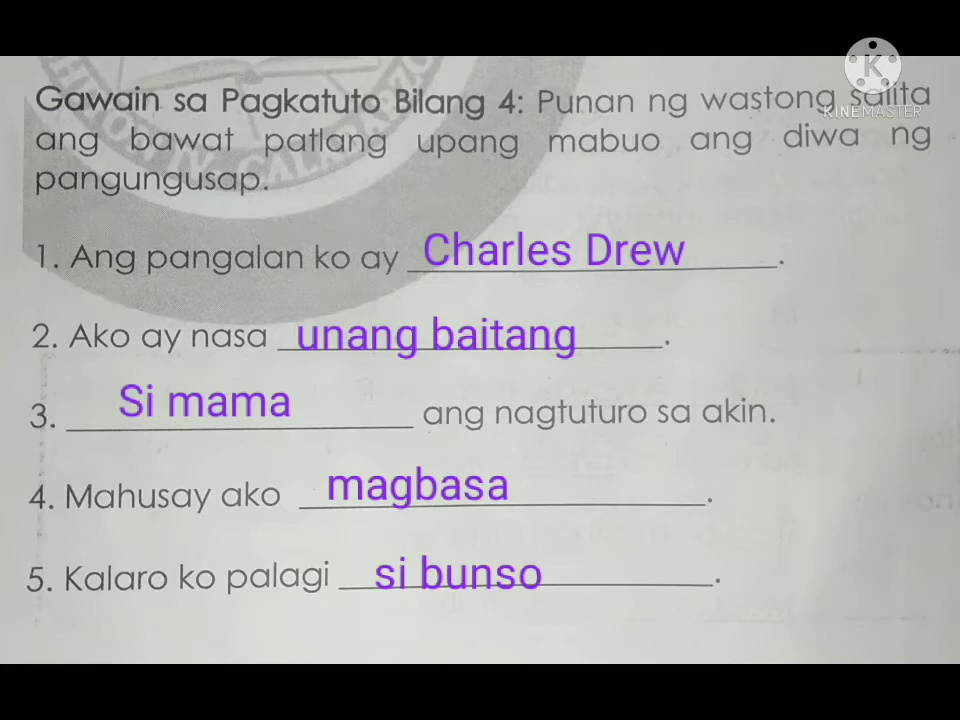 Gawain sa Pagkatuto Bilang 4: Punan ng wastong salita
ang bawat patlang upang mabuo ang diwa ng
pangungusap.
1. Ang pangalan ko ay Charles Drew.
2. Ako ay nasa unang baitang.
3. Si mama ang nagtuturo sa akin.
4. Mahusay ako magbasa.
5. Kalaro ko palagi si bunso.
K
KINEMASTER